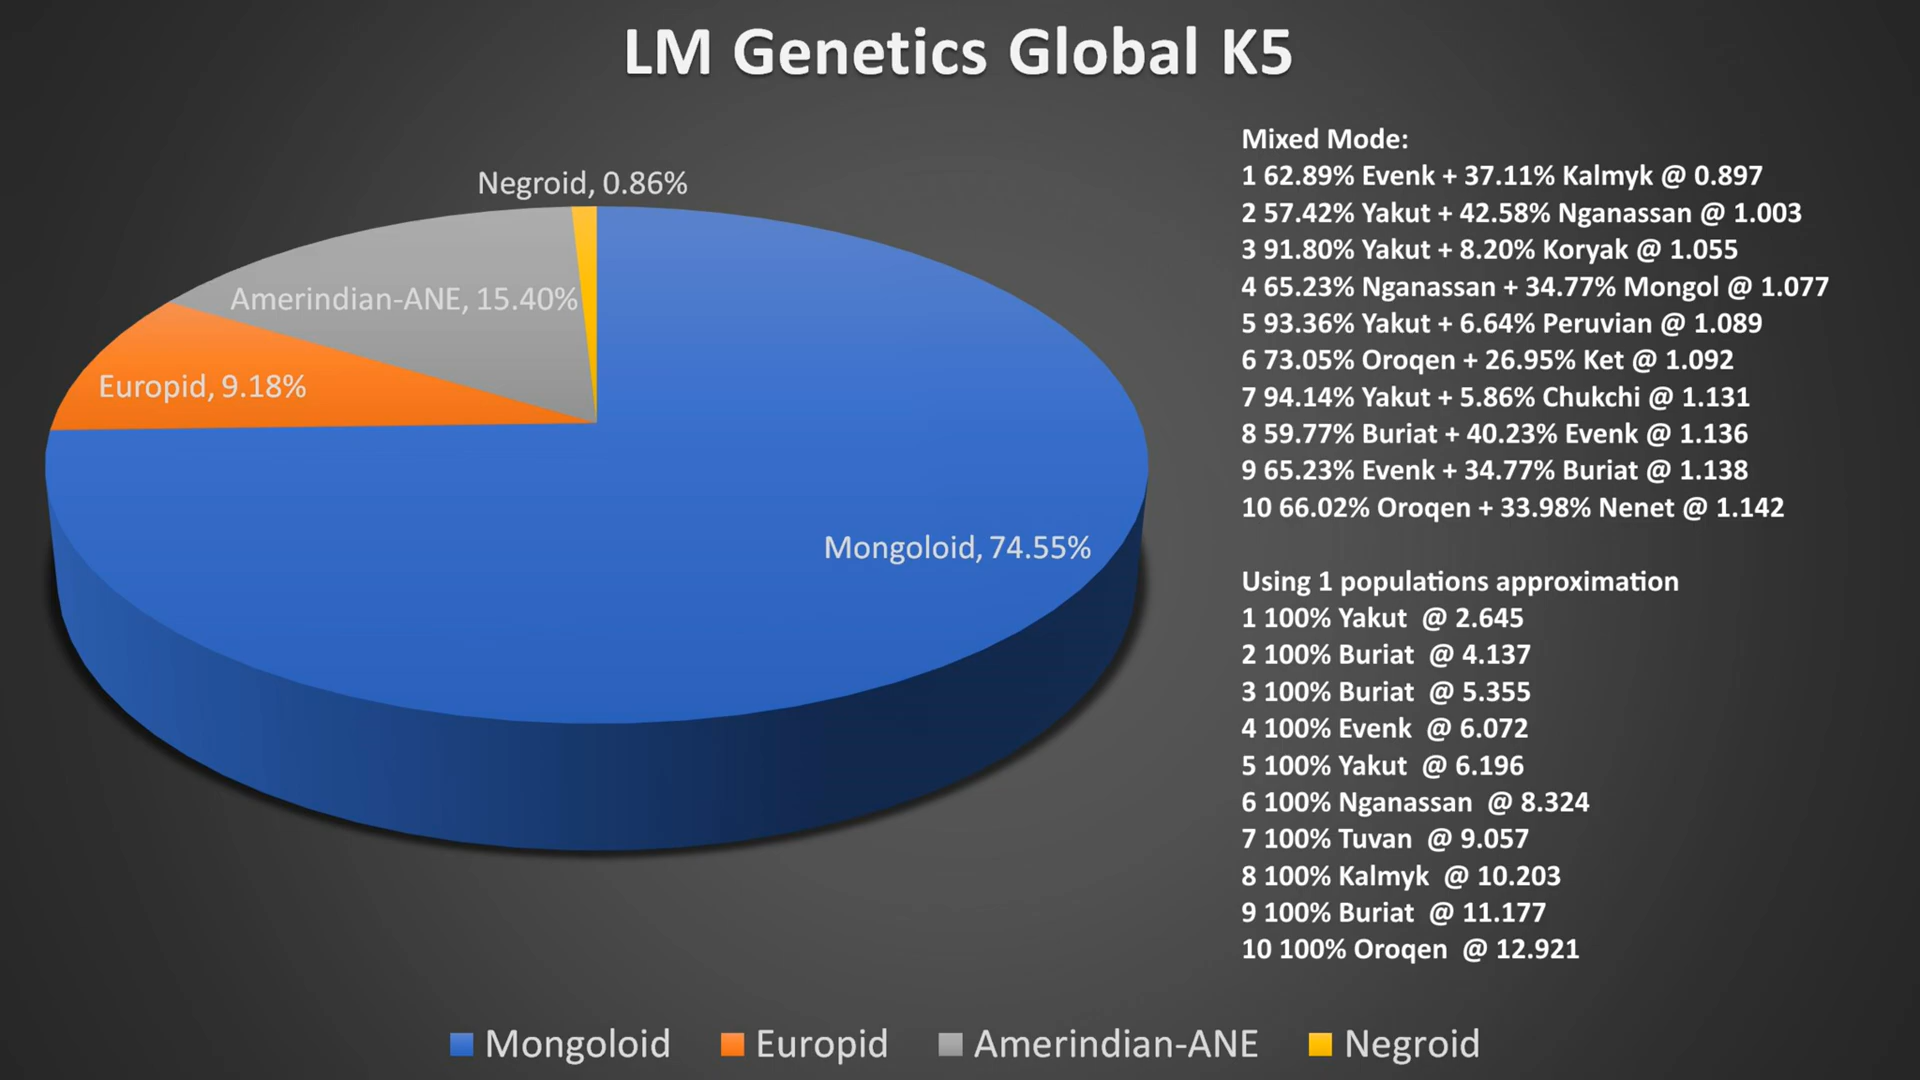 LM Genetics Global K5
Negroid, 0.86%
Amerindian-ANE, 15.40%
Europid, 9.18%
Mongoloid, 74.55%
Mixed Mode:
1 62.89% Evenk + 37.11% Kalmyk @ 0.897
2 57.42% Yakut + 42.58% Nganassan @ 1.003
3 91.80% Yakut + 8.20% Koryak @ 1.055
4 65.23% Nganassan + 34.77% Mongol @ 1.077
5 93.36% Yakut + 6.64% Peruvian @ 1.089
6 73.05% Oroqen + 26.95% Ket @ 1.092
7 94.14% Yakut + 5.86% Chukchi @ 1.131
8 59.77% Buriat + 40.23% Evenk @ 1.136
9 65.23% Evenk + 34.77% Buriat @ 1.138
10 66.02% Oroqen + 33.98% Nenet @ 1.142
Using 1 populations approximation
1 100% Yakut @ 2.645
2 100% Buriat @ 4.137
3 100% Buriat @ 5.355
4 100% Evenk @ 6.072
5 100% Yakut @ 6.196
6 100% Nganassan @ 8.324
7 100% Tuvan @ 9.057
8 100% Kalmyk @ 10.203
9 100% Buriat @ 11.177
10 100% Oroqen @ 12.921
Mongoloid Europid Amerindian-ANE Negroid